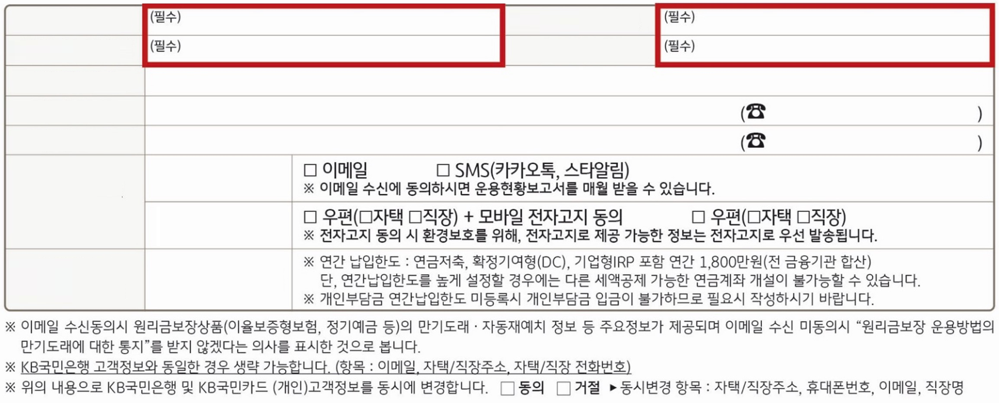 (필수) (필수)
(필수) (필수)
(☎ )
(☎ )
□ 이메일 □ SMS(카카오톡, 스타알림)
※ 이메일 수신에 동의하시면 운용현황보고서를 매월 받을 수 있습니다.
□ 우편(□자택 □직장) + 모바일 전자고지 동의 □ 우편(□자택 □직장)
※ 전자고지 동의 시 환경보호를 위해, 전자고지로 제공 가능한 정보는 전자고지로 우선 발송됩니다.
※ 연간 납입한도 : 연금저축, 확정기여형(DC), 기업형IRP 포함 연간 1,800만원(전 금융기관 합산)
단, 연간납입한도를 높게 설정할 경우에는 다른 세액공제 가능한 연금계좌 개설이 불가능할 수 있습니다.
※ 개인부담금 연간납입한도 미등록시 개인부담금 입금이 불가하므로 필요시 작성하시기 바랍니다.
※ 이메일 수신동의시 원리금보장상품(이율보증형보험, 정기예금 등)의 만기도래 · 자동재예치 정보 등 주요정보가 제공되며 이메일 수신 미동의시 “원리금보장 운용방법의
만기도래에 대한 통지”를 받지 않겠다는 의사를 표시한 것으로 봅니다.
※ KB국민은행 고객정보와 동일한 경우 생략 가능합니다. (항목 : 이메일, 자택/직장주소, 자택/직장 전화번호)
※ 위의 내용으로 KB국민은행 및 KB국민카드 (개인)고객정보를 동시에 변경합니다. □ 동의 □ 거절 ▶ 동시변경 항목 : 자택/직장주소, 휴대폰번호, 이메일, 직장명